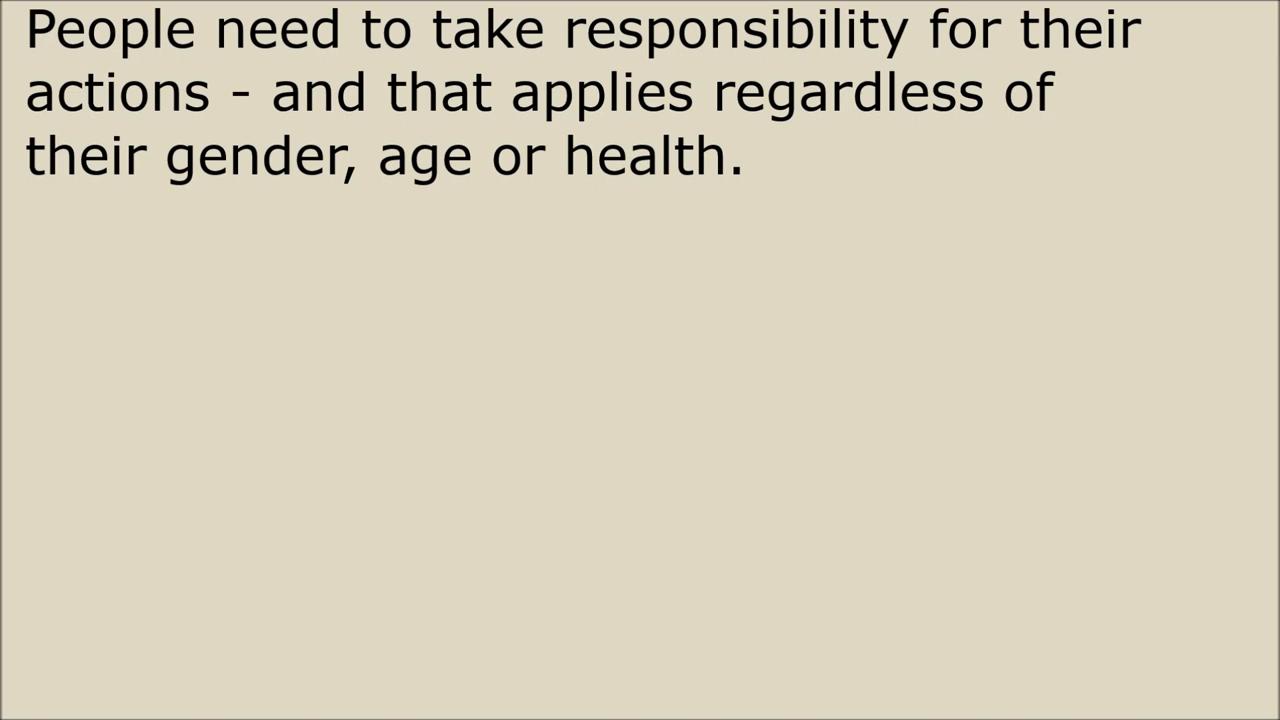 People need to take responsibility for their
actions - and that applies regardless of
their gender, age or health.